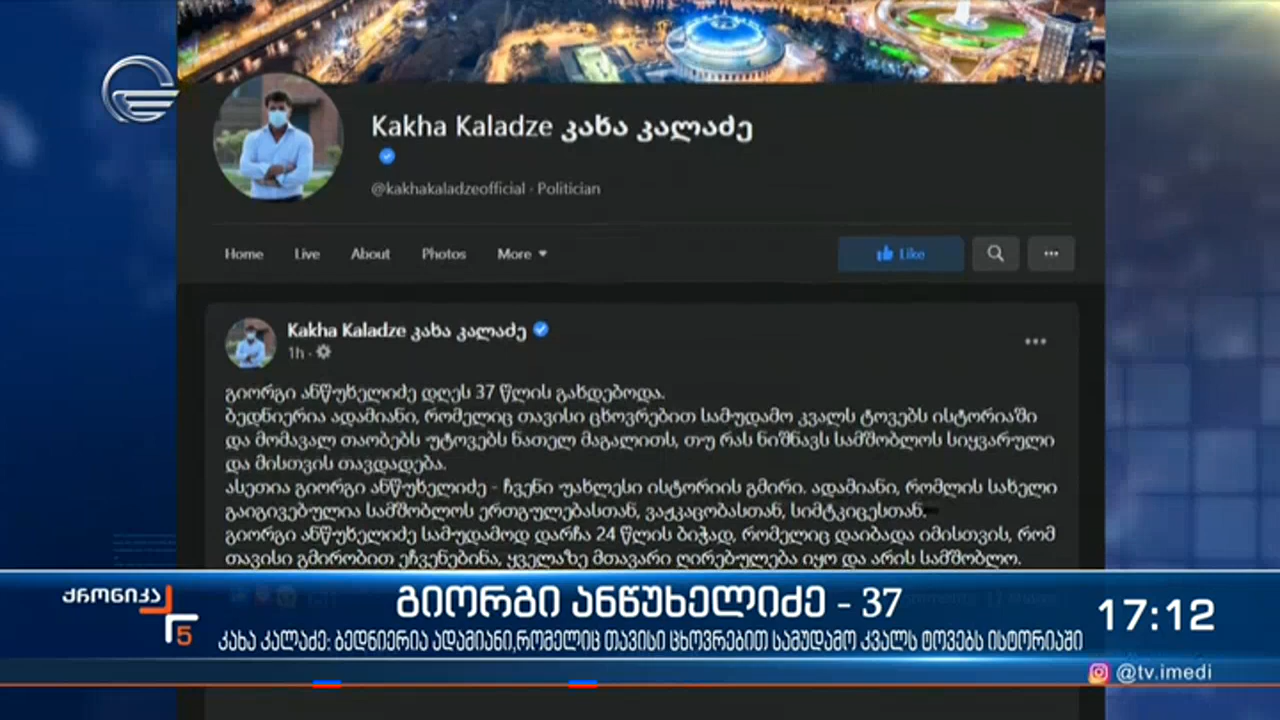 Kakha Kaladze კახა კალაძე
@kakhakaladzeofficial · Politician
Home Live About Photos More
Like
Kakha Kaladze კახა კალაძე
1h ·
გიორგი ანწუხელიძე დღეს 37 წლის გახდებოდა.
ბედნიერია ადამიანი, რომელიც თავისი ცხოვრებით სამუდამო კვალს ტოვებს ისტორიაში
და მომავალ თაობებს უტოვებს ნათელ მაგალითს, თუ რას ნიშნავს სამშობლოს სიყვარული
და მისთვის თავდადება.
ასეთია გიორგი ანწუხელიძე - ჩვენი უახლესი ისტორიის გმირი. ადამიანი, რომლის სახელი
გაიგივებულია სამშობლოს ერთგულებასთან, ვაჟკაცობასთან, სიმტკიცესთან.
გიორგი ანწუხელიძე სამუდამოდ დარჩა 24 წლის ბიჭად, რომელიც დაიბადა იმისთვის, რომ
თავისი გმირობით ეჩვენებინა, ყველაზე მთავარი ღირებულება იყო და არის სამშობლო.
ქრონიკა 5
გიორგი ანწუხელიძე - 37
17:12
კახა კალაძე: ბედნიერია ადამიანი,რომელიც თავისი ცხოვრებით სამუდამო კვალს ტოვებს ისტორიაში
@tv.imedi